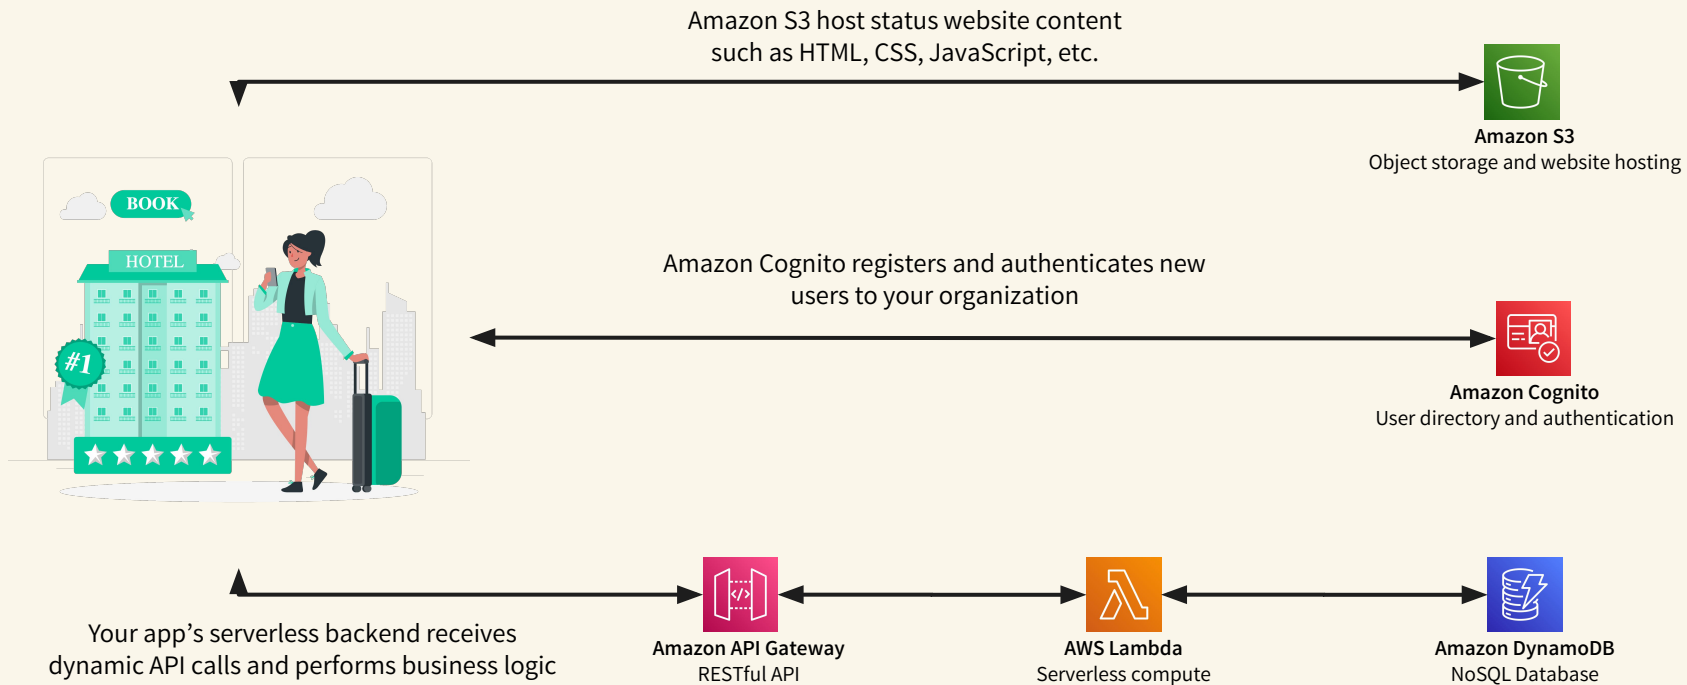 Amazon S3 host status website content
such as HTML, CSS, JavaScript, etc.
Amazon S3
Object storage and website hosting
BOOK
HOTEL
#1
Amazon Cognito registers and authenticates new
users to your organization
Amazon Cognito
User directory and authentication
Your app’s serverless backend receives
dynamic API calls and performs business logic
</>
Amazon API Gateway
RESTful API
AWS Lambda
Serverless compute
Amazon DynamoDB
NoSQL Database